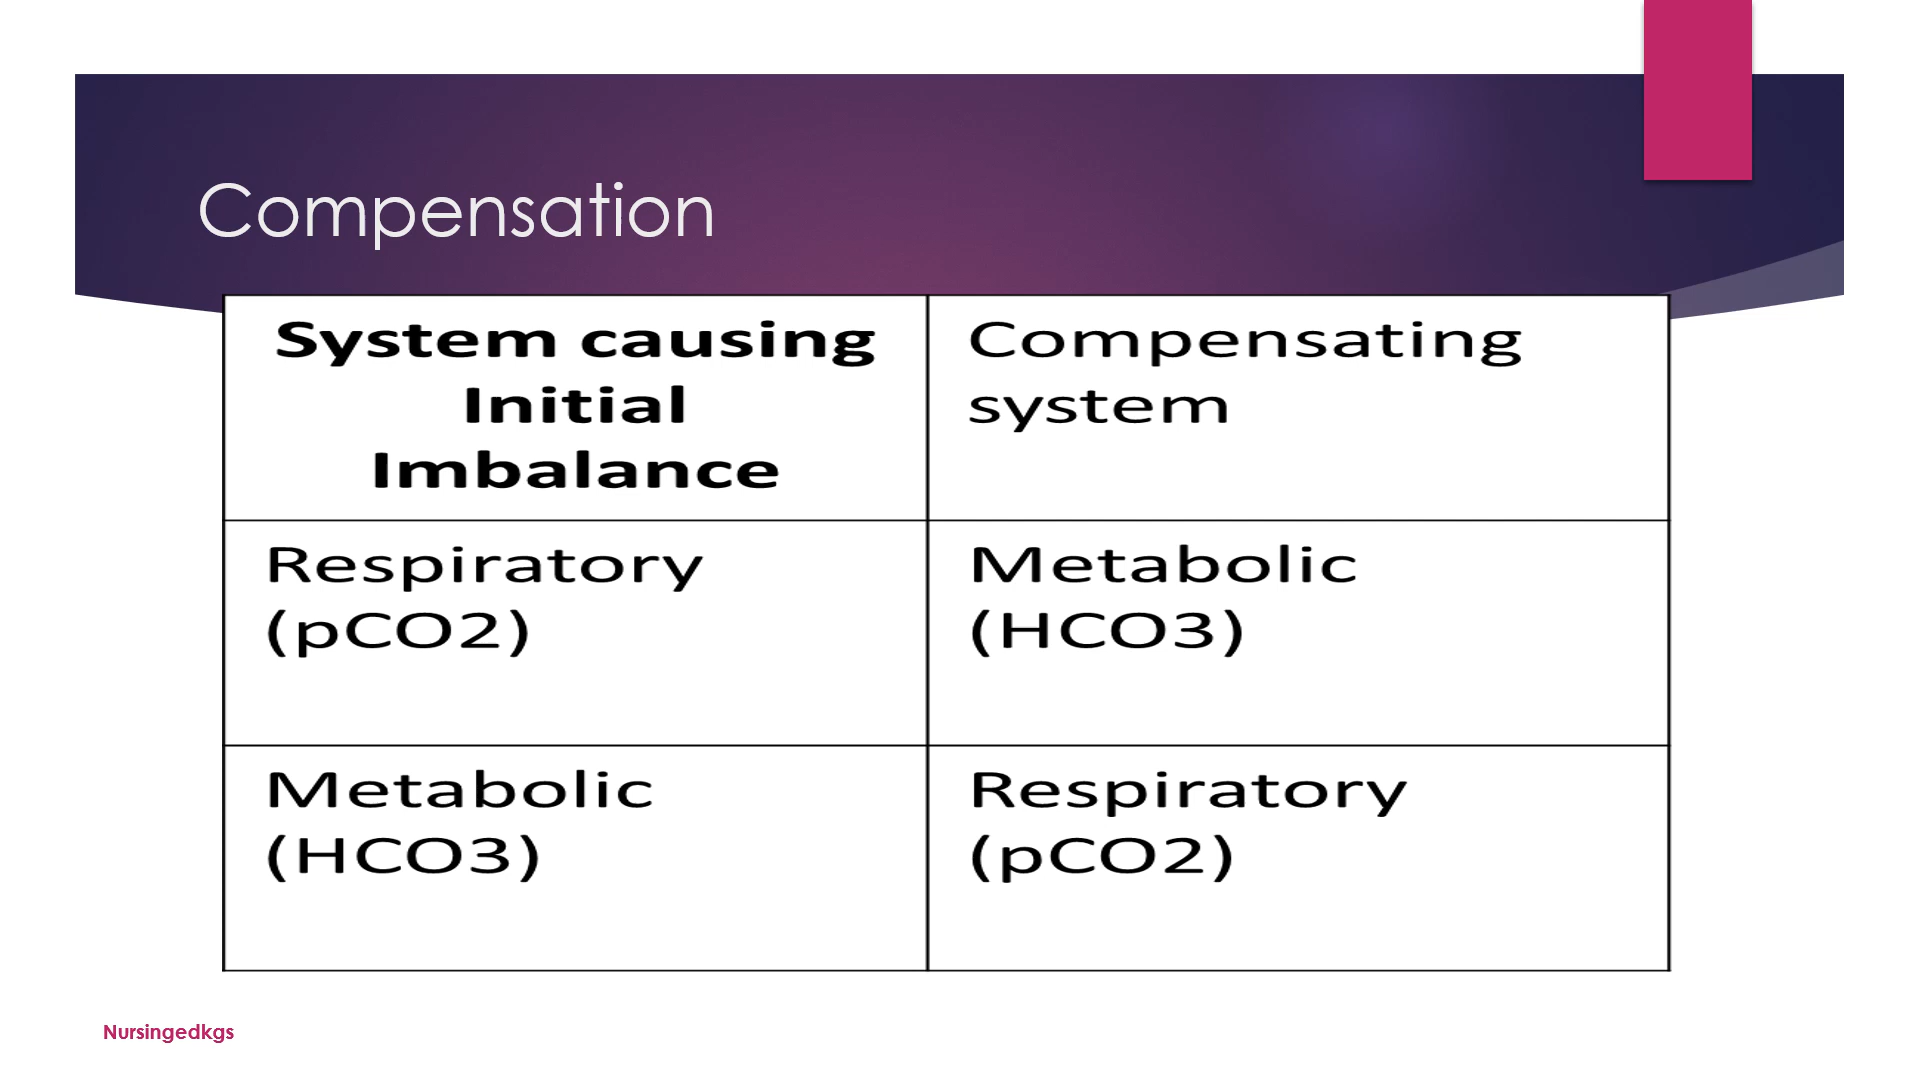 Compensation
System causing
Initial
Imbalance
Compensating
system
Respiratory
(pCO2)
Metabolic
(HCO3)
Metabolic
(HCO3)
Respiratory
(pCO2)
Nursingedkgs